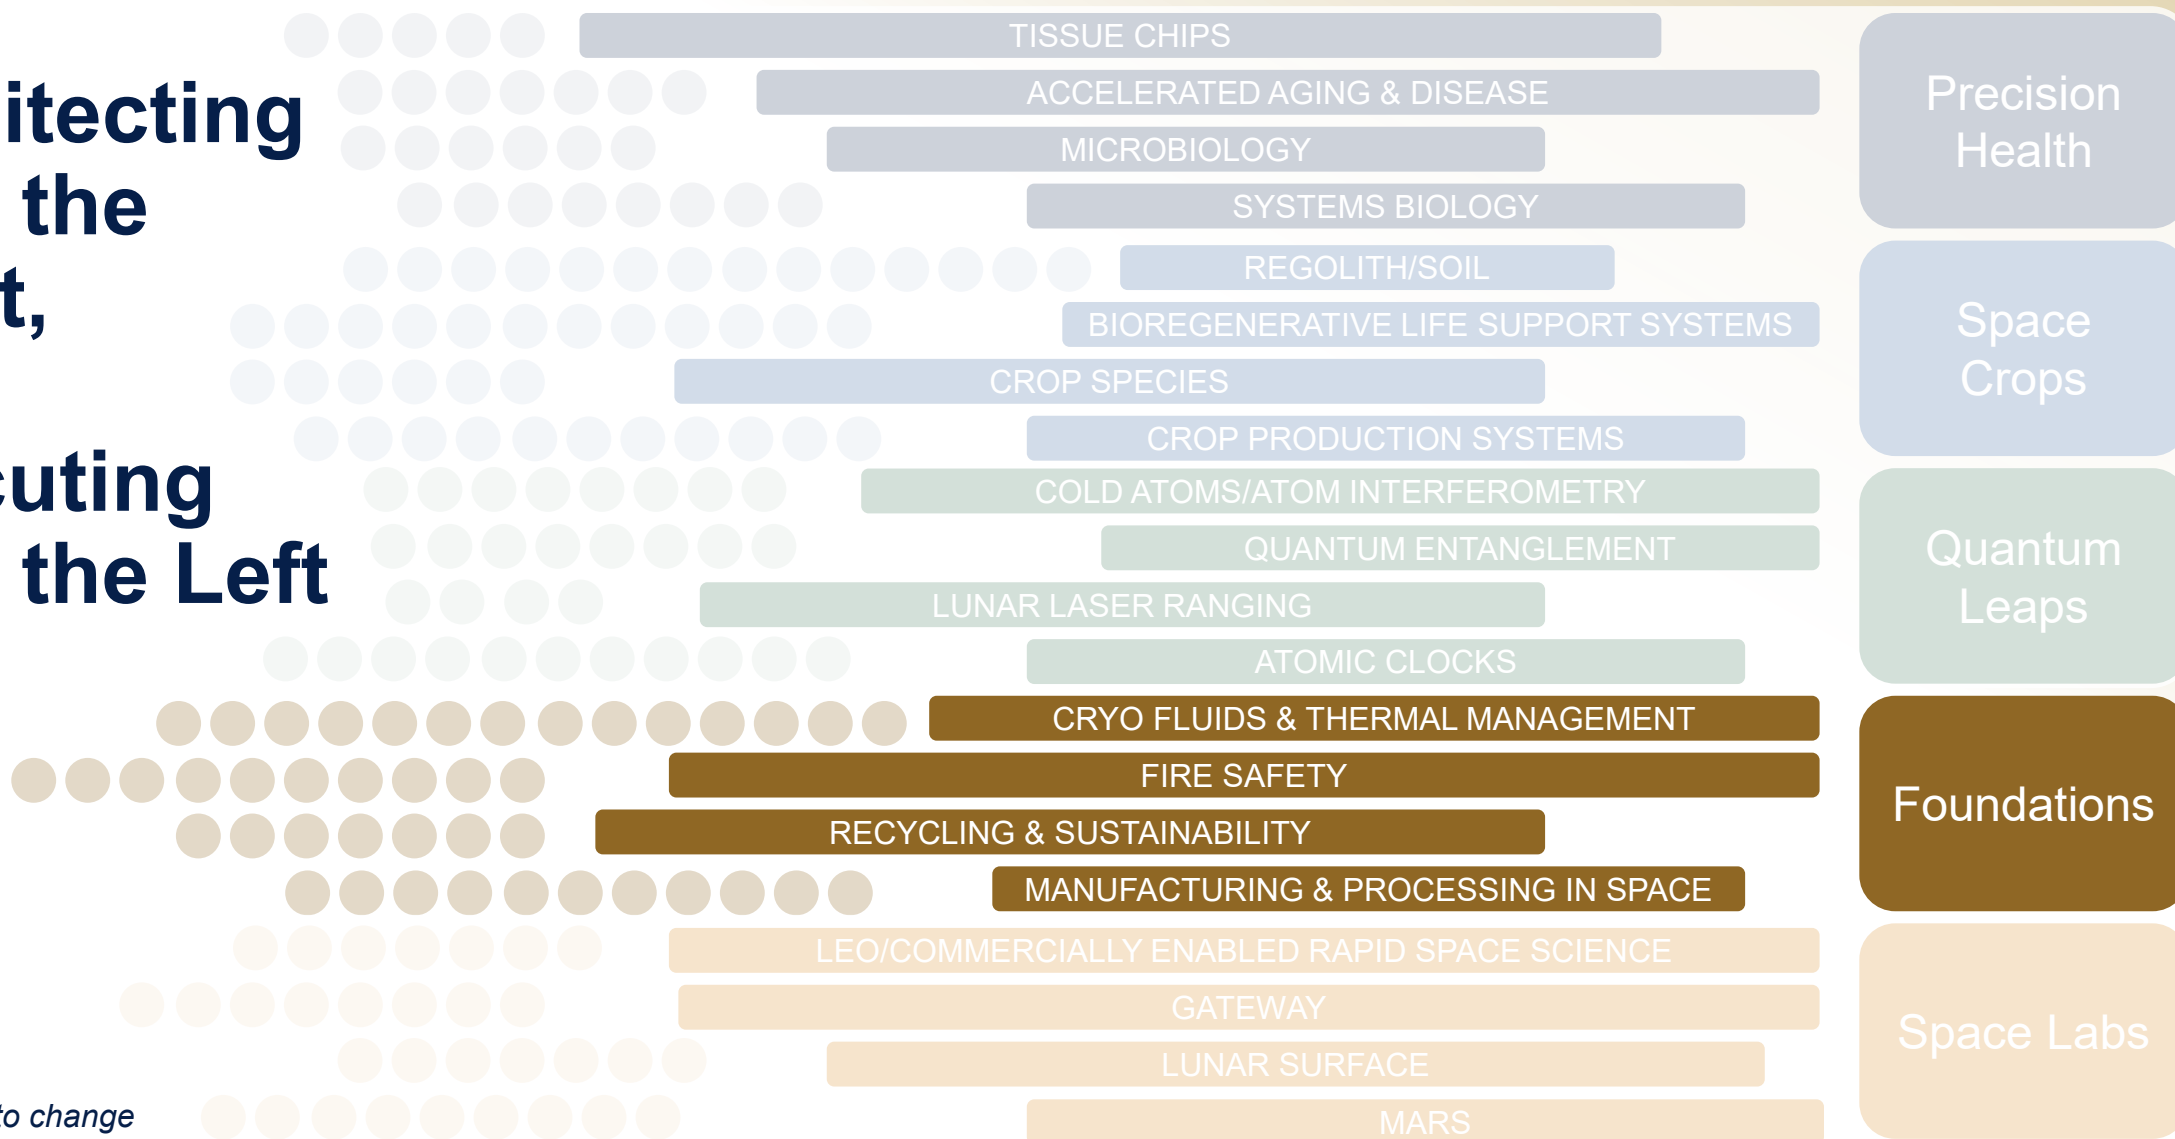 itecting
the
t,
cuting
the Left
to change
TISSUE CHIPS
ACCELERATED AGING & DISEASE
MICROBIOLOGY
SYSTEMS BIOLOGY
Precision
Health
REGOLITH/SOIL
BIOREGENERATIVE LIFE SUPPORT SYSTEMS
CROP SPECIES
CROP PRODUCTION SYSTEMS
Space
Crops
COLD ATOMS/ATOM INTERFEROMETRY
QUANTUM ENTANGLEMENT
LUNAR LASER RANGING
ATOMIC CLOCKS
Quantum
Leaps
CRYO FLUIDS & THERMAL MANAGEMENT
FIRE SAFETY
RECYCLING & SUSTAINABILITY
MANUFACTURING & PROCESSING IN SPACE
Foundations
LEO/COMMERCIALLY ENABLED RAPID SPACE SCIENCE
GATEWAY
LUNAR SURFACE
MARS
Space Labs